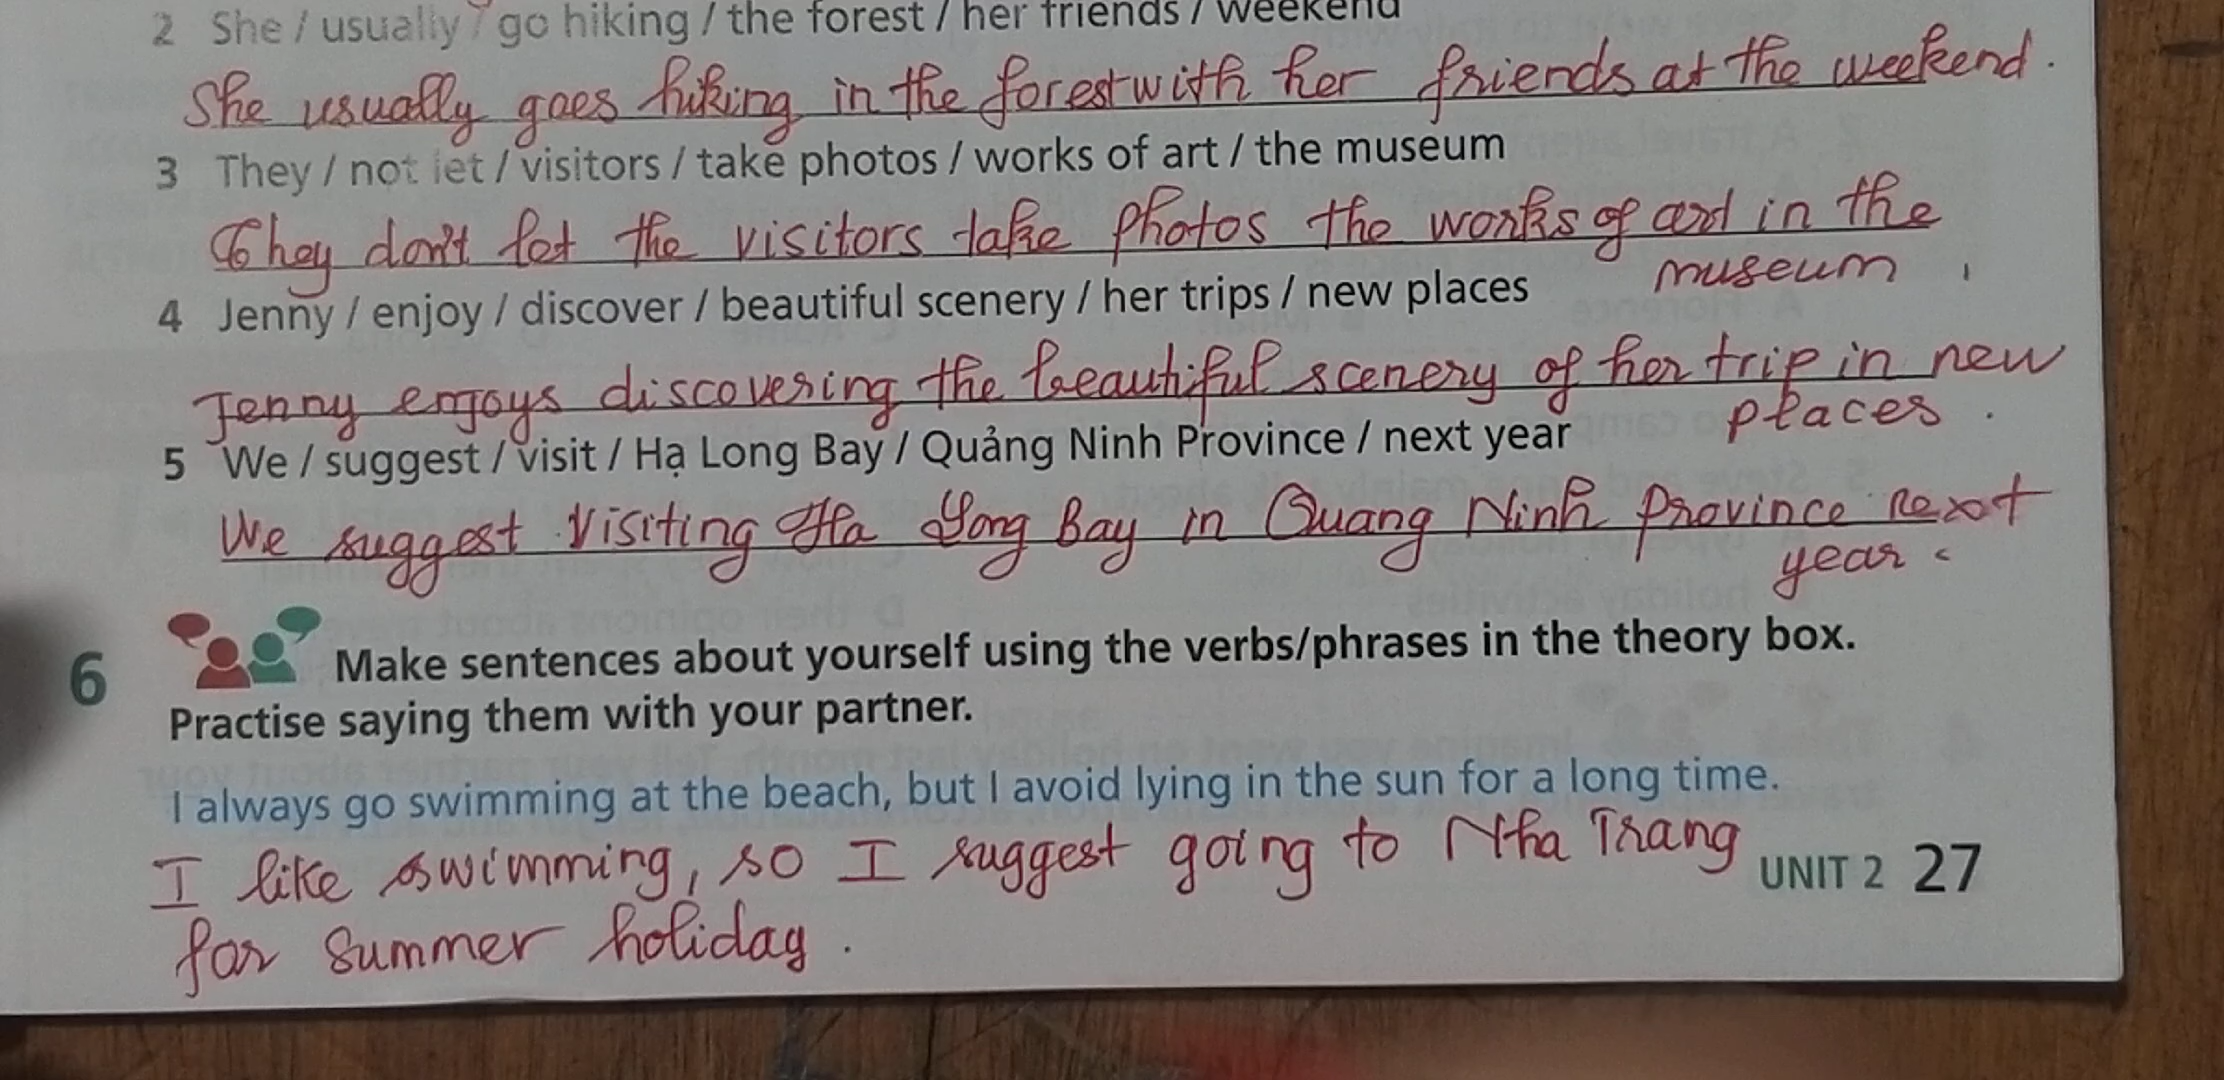 2 She / usually / go hiking / the forest / her friends / weekend
She usually goes hiking in the forest with her friends at the weekend.
3 They / not let / visitors / take photos / works of art / the museum
They don't let the visitors take photos the works of art in the
museum.
4 Jenny / enjoy / discover / beautiful scenery / her trips / new places
Jenny enjoys discovering the beautiful scenery of her trip in new
places.
5 We / suggest / visit / Hạ Long Bay / Quảng Ninh Province / next year
We suggest visiting Ha Long Bay in Quang Ninh Province next
year.
6 Make sentences about yourself using the verbs/phrases in the theory box.
Practise saying them with your partner.
I always go swimming at the beach, but I avoid lying in the sun for a long time.
I like swimming, so I suggest going to Nha Trang
for summer holiday.
UNIT 2 27